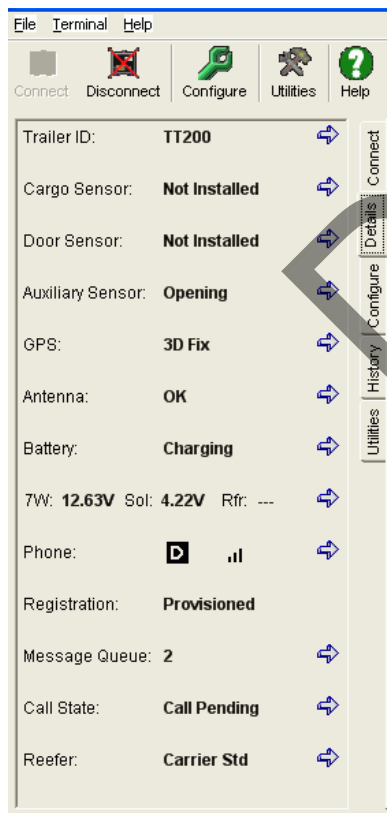 File Terminal Help
Connect Disconnect Configure Utilities Help
Trailer ID: TT200
Cargo Sensor: Not Installed
Door Sensor: Not Installed
Auxiliary Sensor: Opening
GPS: 3D Fix
Antenna: OK
Battery: Charging
7W: 12.63V Sol: 4.22V Rfr: ---
Phone: D
Registration: Provisioned
Message Queue: 2
Call State: Call Pending
Reefer: Carrier Std
Connect
Details
Configure
History
Utilities